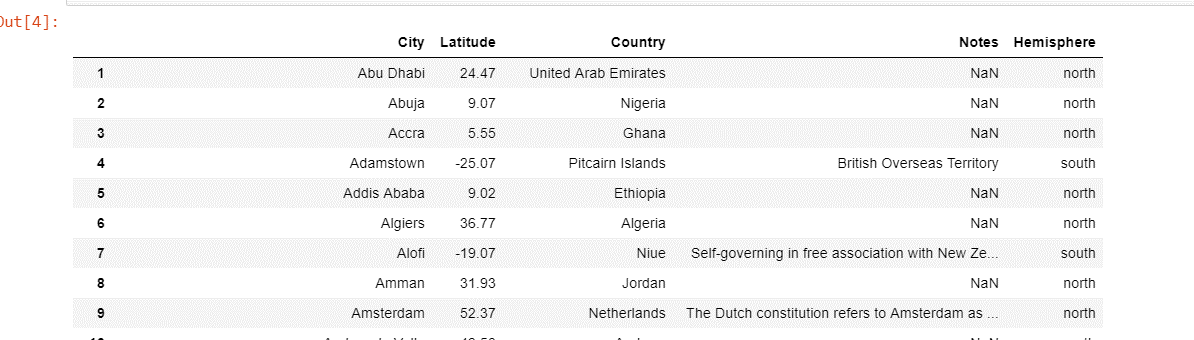 Out[4]:
City Latitude Country Notes Hemisphere
1 Abu Dhabi 24.47 United Arab Emirates NaN north
2 Abuja 9.07 Nigeria NaN north
3 Accra 5.55 Ghana NaN north
4 Adamstown -25.07 Pitcairn Islands British Overseas Territory south
5 Addis Ababa 9.02 Ethiopia NaN north
6 Algiers 36.77 Algeria NaN north
7 Alofi -19.07 Niue Self-governing in free association with New Ze... south
8 Amman 31.93 Jordan NaN north
9 Amsterdam 52.37 Netherlands The Dutch constitution refers to Amsterdam as ... north